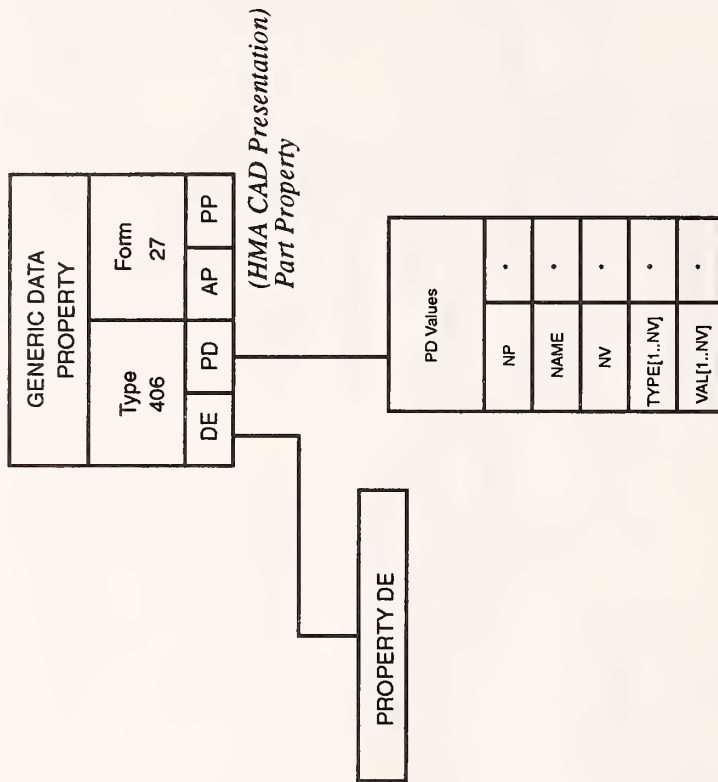 GENERIC DATA
PROPERTY
Type
406
Form
27
DE PD AP PP
(HMA CAD Presentation)
Part Property
PROPERTY DE
PD Values
NP •
NAME •
NV •
TYPE[1..NV] •
VAL[1..NV] •